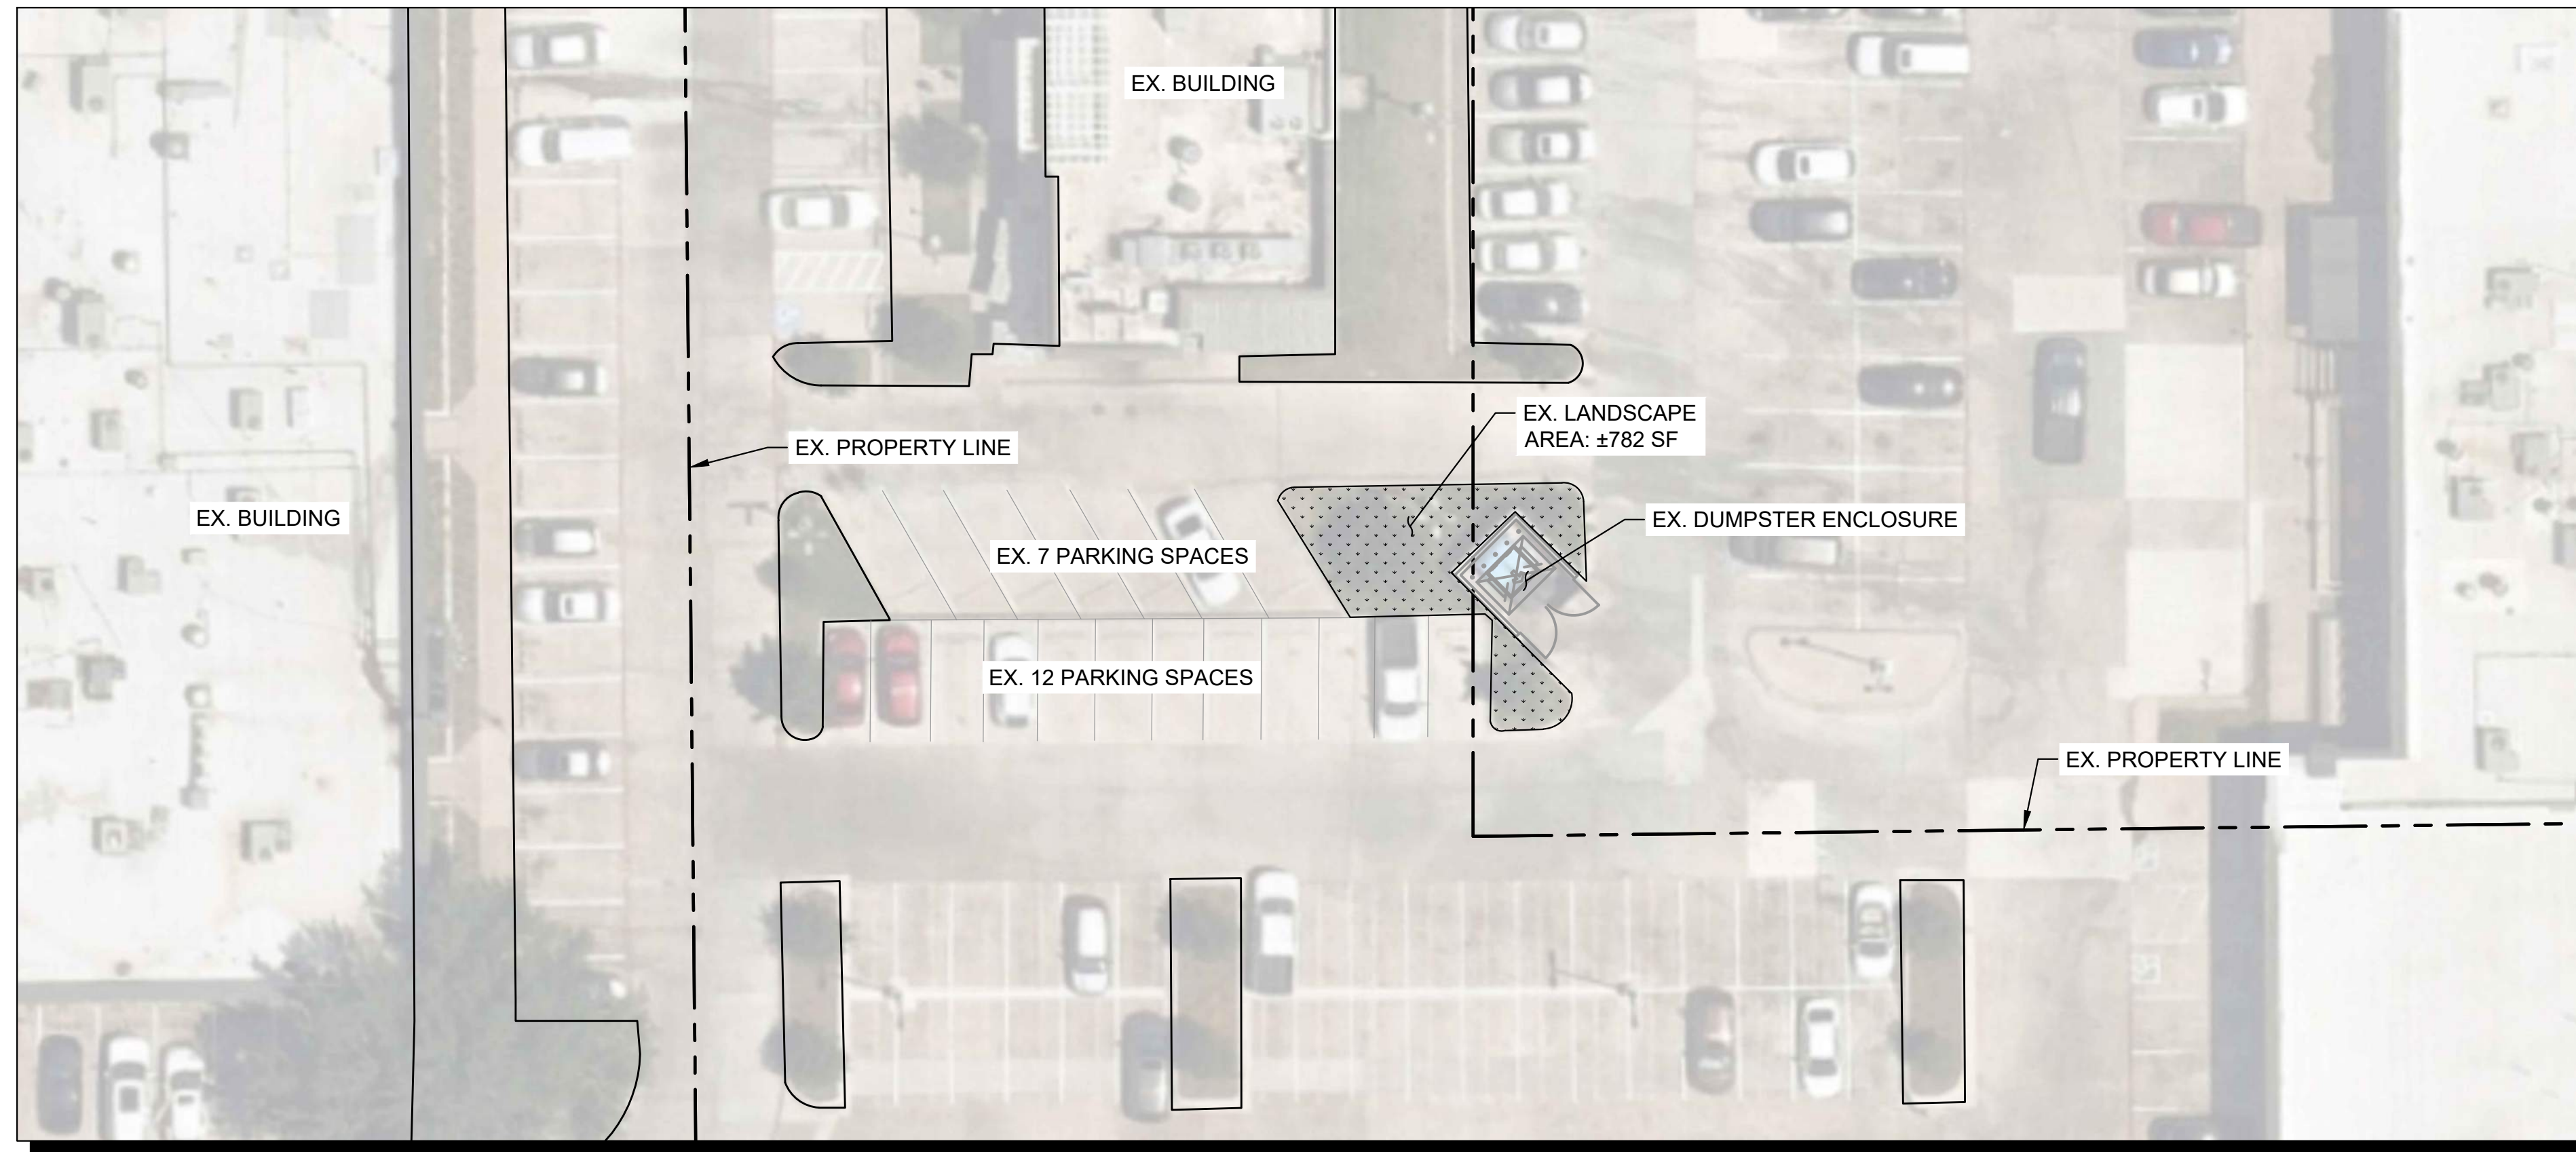 EX. BUILDING
EX. LANDSCAPE
AREA: ±782 SF
EX. PROPERTY LINE
EX. BUILDING
EX. DUMPSTER ENCLOSURE
EX. 7 PARKING SPACES
EX. 12 PARKING SPACES
EX. PROPERTY LINE